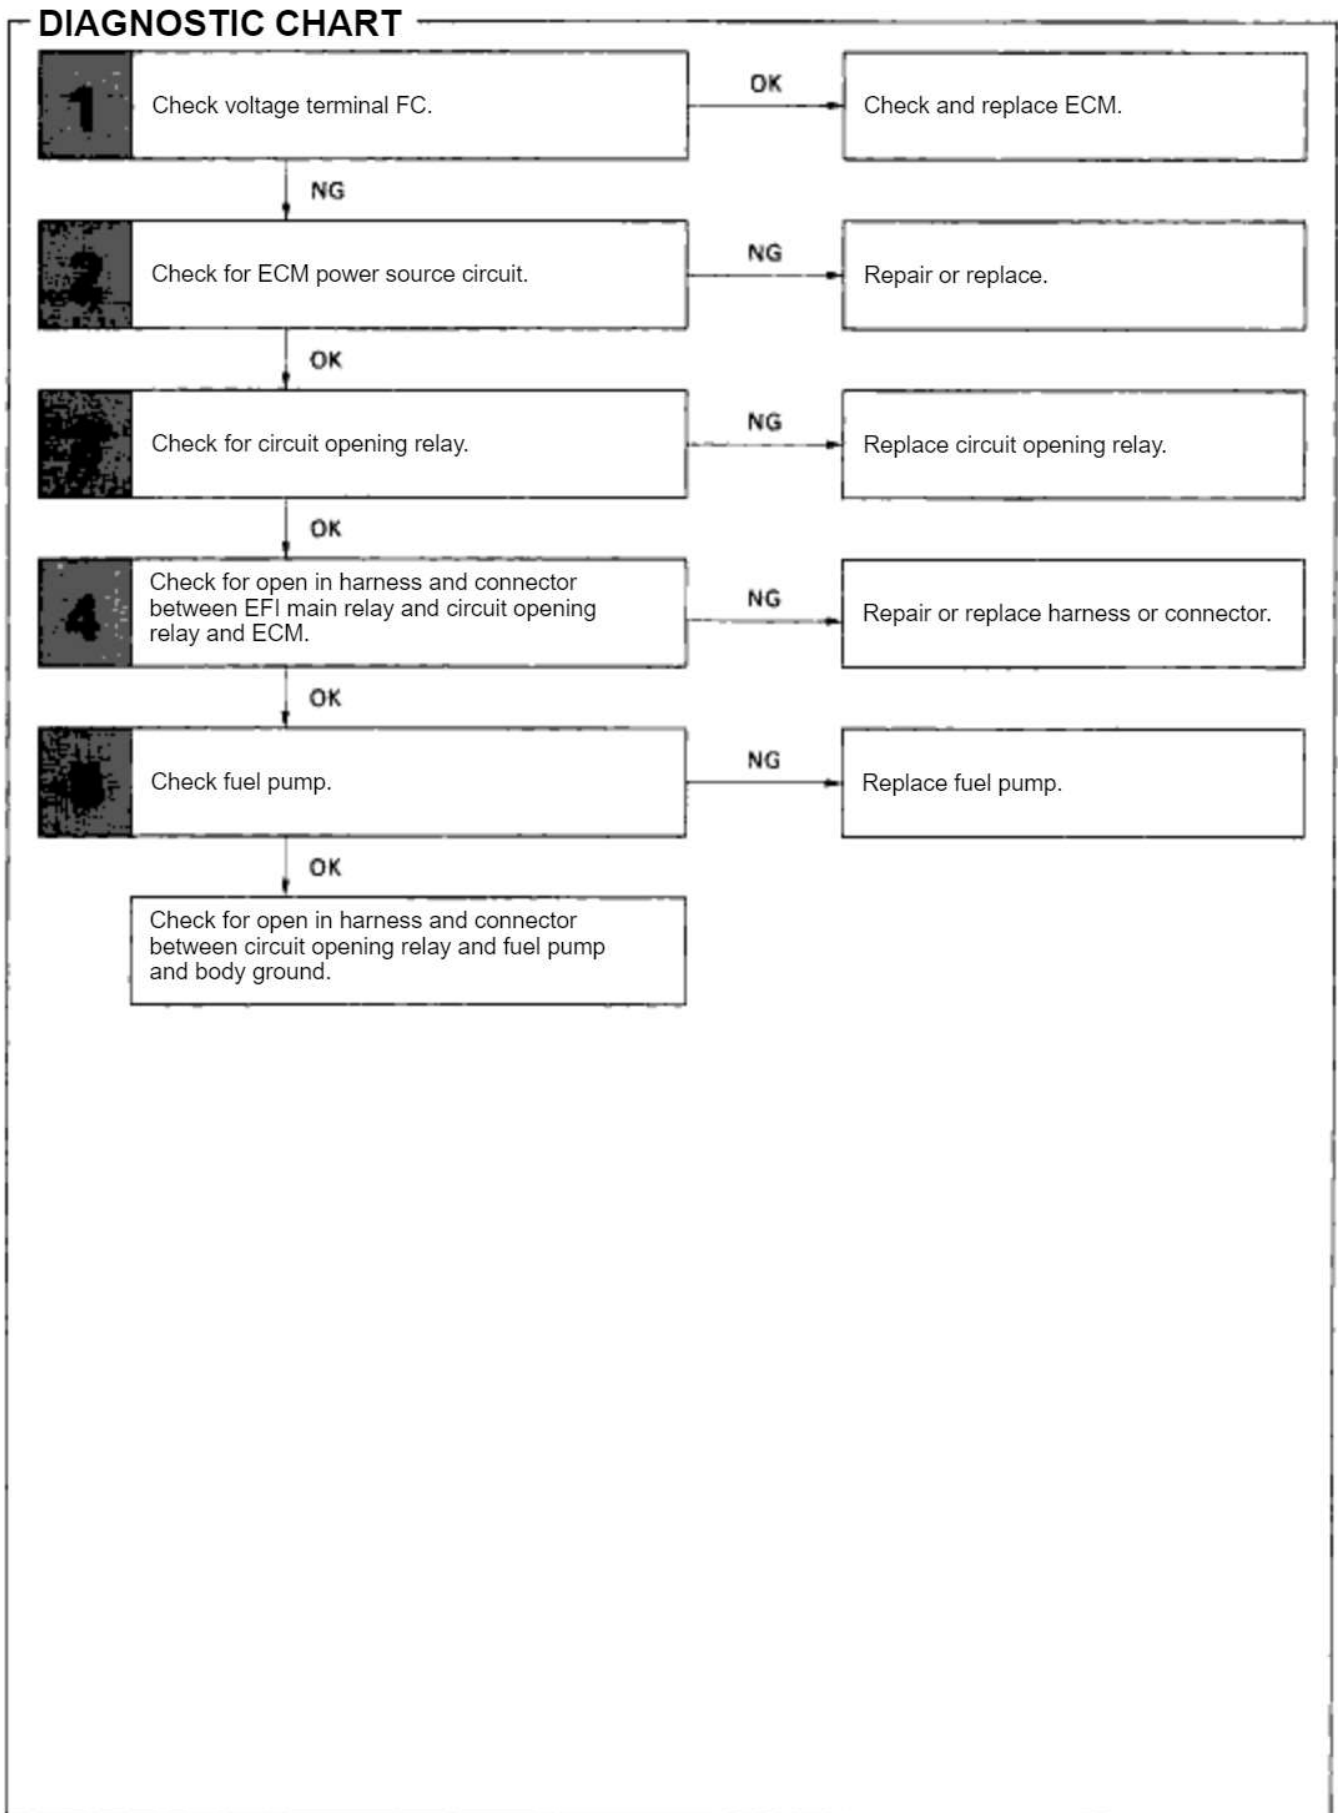 DIAGNOSTIC CHART
1
Check voltage terminal FC.
OK
Check and replace ECM.
NG
2
Check for ECM power source circuit.
NG
Repair or replace.
OK
Check for circuit opening relay.
NG
Replace circuit opening relay.
OK
4
Check for open in harness and connector
between EFI main relay and circuit opening
relay and ECM.
NG
Repair or replace harness or connector.
OK
Check fuel pump.
NG
Replace fuel pump.
OK
Check for open in harness and connector
between circuit opening relay and fuel pump
and body ground.